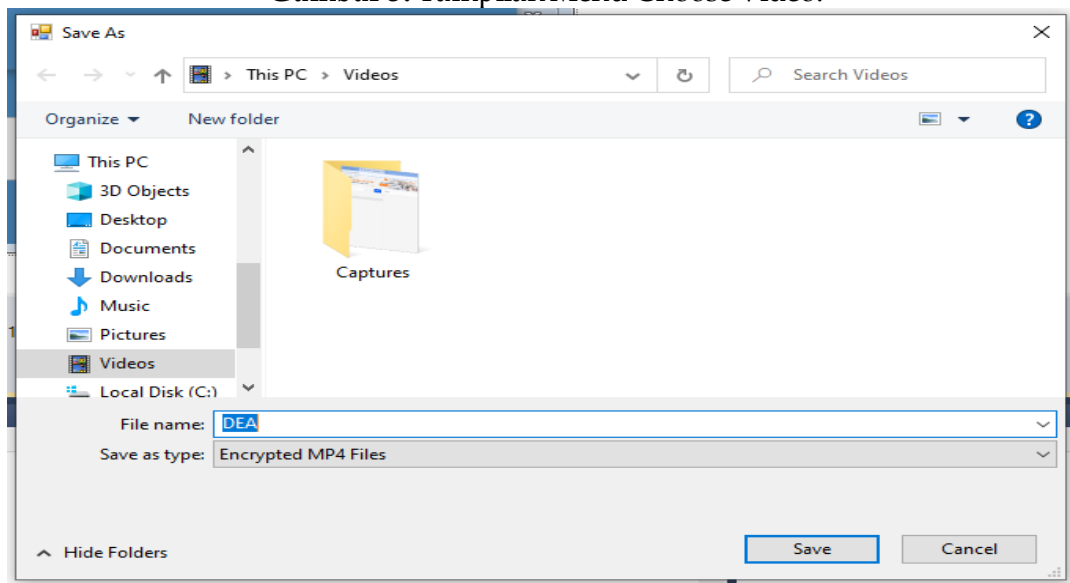 Save As
This PC > Videos
Search Videos
Organize
New folder
This PC
3D Objects
Desktop
Documents
Downloads
Music
Pictures
Videos
Local Disk (C:)
Captures
File name: DEA
Save as type: Encrypted MP4 Files
Hide Folders
Save
Cancel